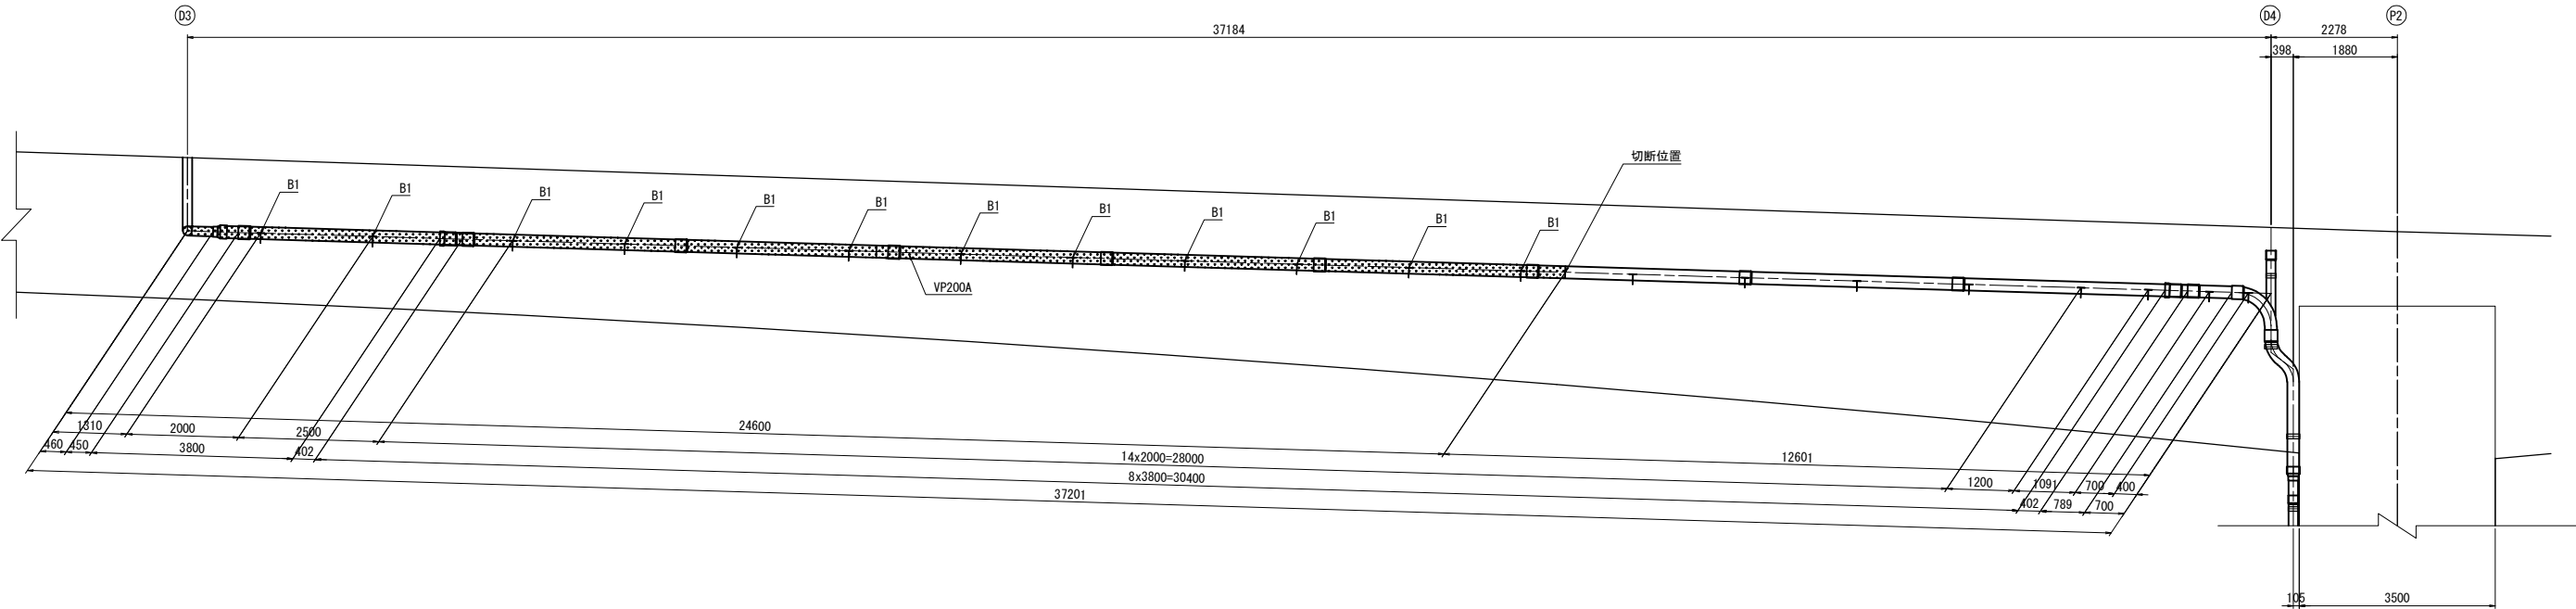 D3
D4
P2
37184
2278
398
1880
切断位置
B1
B1
B1
B1
B1
B1
B1
B1
B1
B1
B1
B1
VP200A
1310
2000
2500
24600
12601
460
450
3800
402
14x2000=28000
1200
1091
700
400
8x3800=30400
402
789
700
37201
105
3500